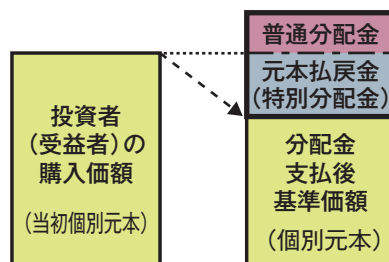 投資者
(受益者)の
購入価額
(当初個別元本)
普通分配金
元本払戻金
(特別分配金)
分配金
支払後
基準価額
(個別元本)